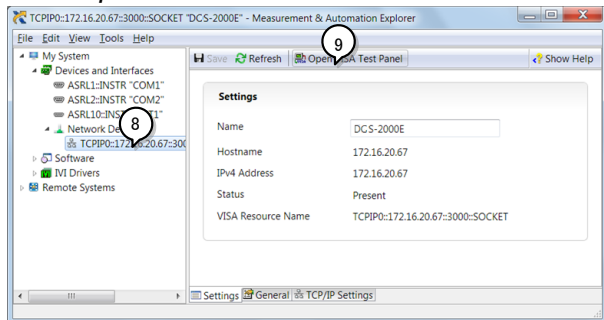 TCPIP0::172.16.20.67::3000::SOCKET "DCS-2000E" - Measurement & Automation Explorer
File Edit View Tools Help
My System
Devices and Interfaces
ASRL1::INSTR "COM1"
ASRL2::INSTR "COM2"
ASRL10::INSTR
Network
TCPIP0::172.16.20.67::300
Software
IVI Drivers
Remote Systems
8
9
Save Refresh Open VISA Test Panel Show Help
Settings
Name DCS-2000E
Hostname 172.16.20.67
IPv4 Address 172.16.20.67
Status Present
VISA Resource Name TCPIP0::172.16.20.67::3000::SOCKET
Settings General TCP/IP Settings